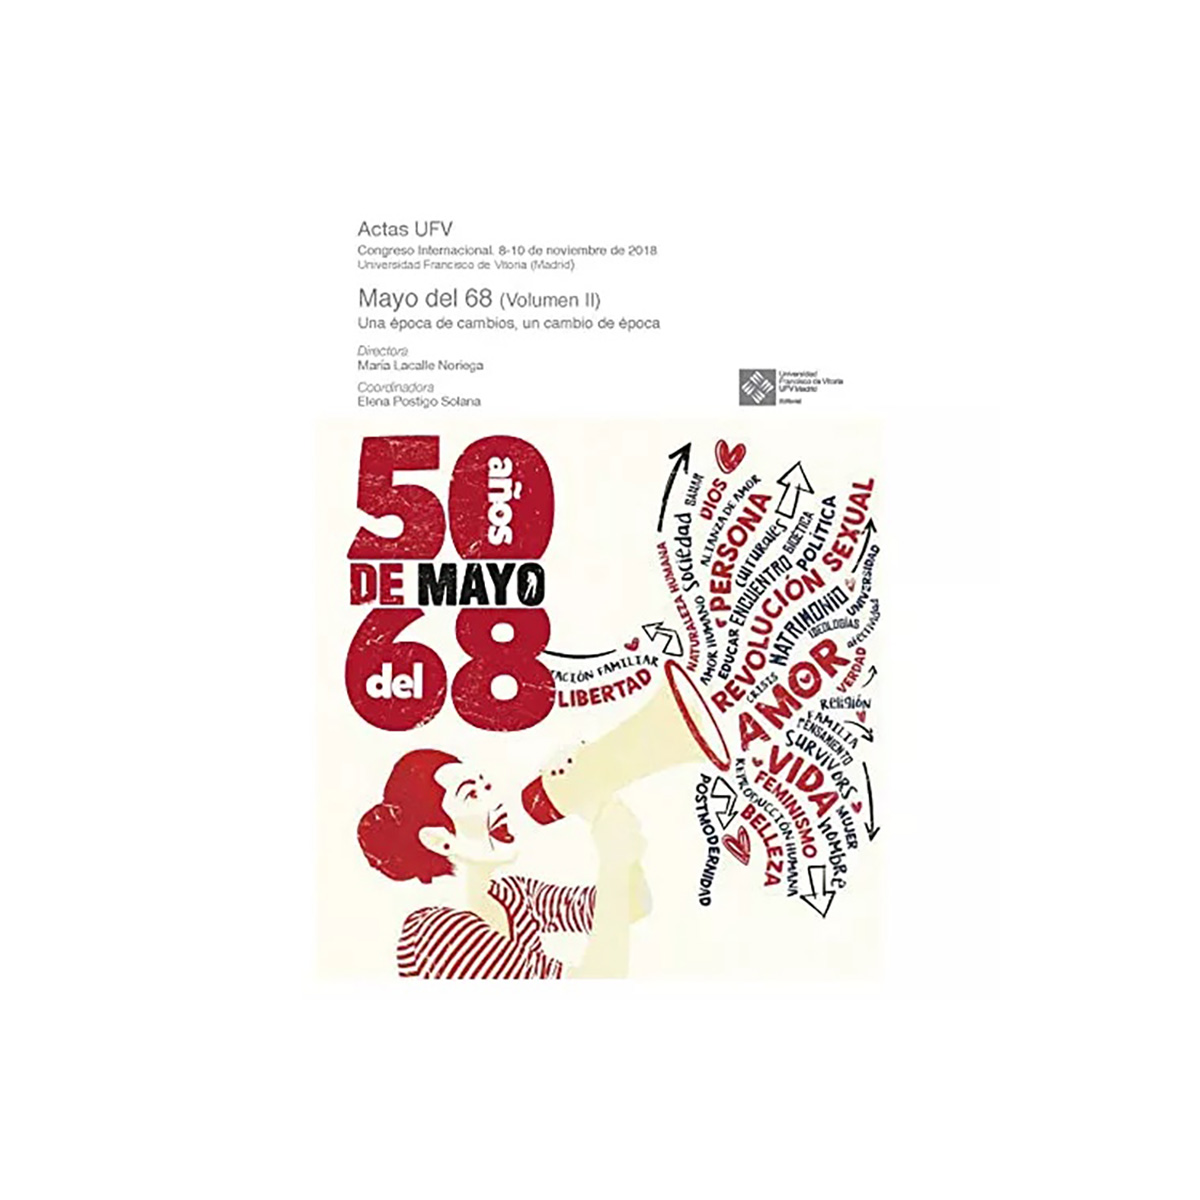 Actas UFV
Congreso Internacional. 8-10 de noviembre de 2018
Universidad Francisco de Vitoria (Madrid)
Mayo del 68 (Volumen II)
Una época de cambios, un cambio de época
Directora
María Lacalle Noriega
Coordinadora
Elena Postigo Solana
Universidad
Francisco de Vitoria
UFV Madrid
Editorial
50
años
DE MAYO
del
68
CACIÓN FAMILIAR
LIBERTAD
NATURALEZA HUMANA
Sociedad
SANAR
DIOS
ALIANZA DE AMOR
AMOR HUMANO
PERSONA
EDUCAR
ENCUENTRO
culturales
BIOÉTICA
POLÍTICA
REVOLUCIÓN SEXUAL
CRISIS
MATRIMONIO
IDEOLOGÍAS
UNIVERSIDAD
afectividad
AMOR
VERDAD
Religión
FAMILIA
PENSAMIENTO
SURVIVORS
VIDA
MUJER
hombre
FEMINISMO
REPRODUCCIÓN HUMANA
BELLEZA
POSTMODERNIDAD